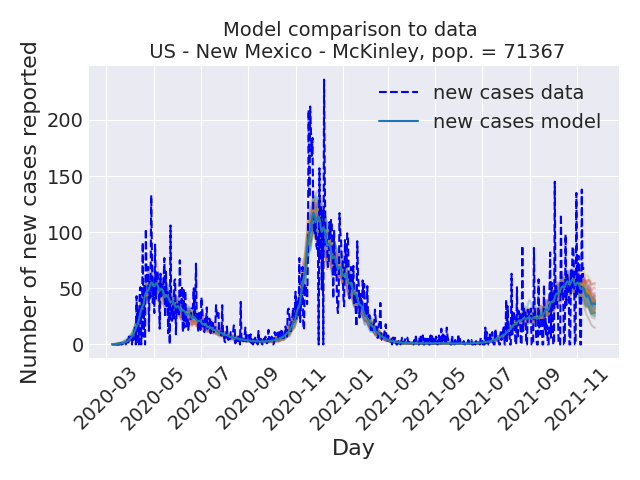 Model comparison to data
US - New Mexico - McKinley, pop. = 71367
Number of new cases reported
new cases data
new cases model
200
150
100
50
0
2020-03
2020-05
2020-07
2020-09
2020-11
2021-01
2021-03
2021-05
2021-07
2021-09
2021-11
Day